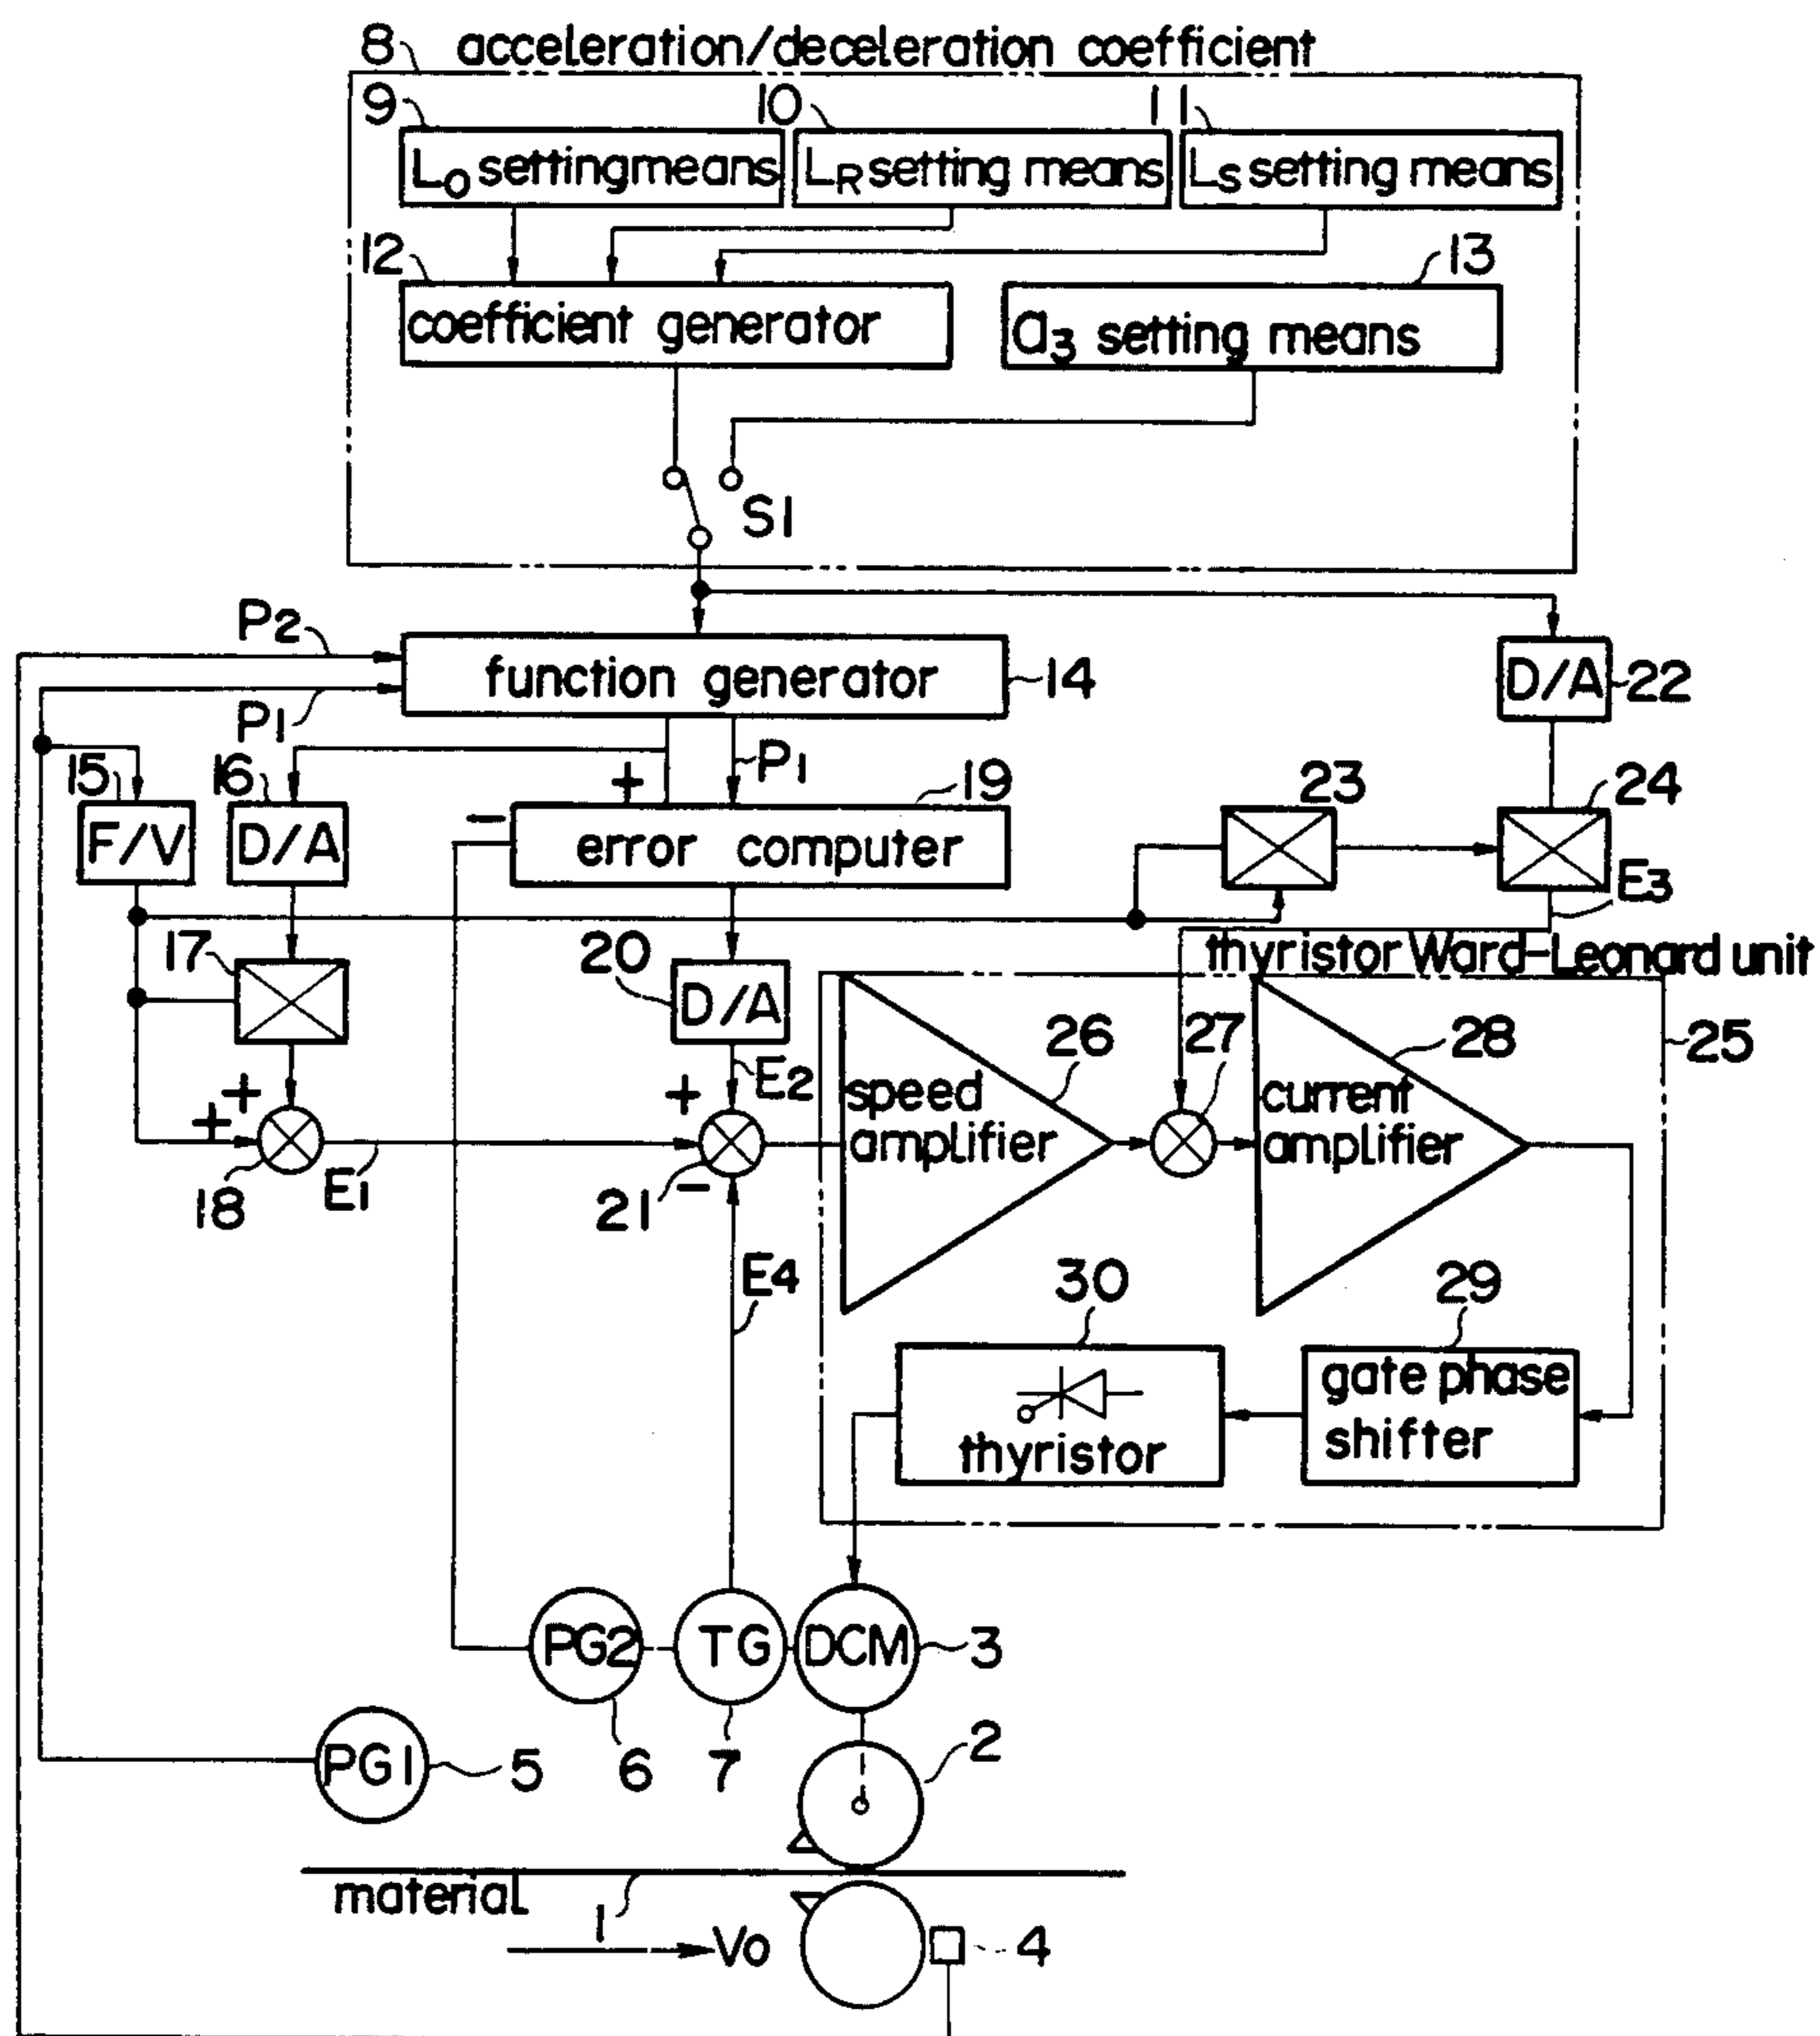 8 acceleration/deceleration coefficient
9 10 11
LO settingmeans LR setting means LS setting means
12 13
coefficient generator a3 setting means
S1
P2
function generator 14 D/A 22
P1
15 16 + P1 19 23 24
F/V D/A - error computer
E3
17 20 thyristor Ward-Leonard unit
D/A 26 27 28 25
+ + E2 + speed amplifier current amplifier
18 E1 21 -
E4 30 29
gate phase shifter
thyristor
PG2 TG DCM 3
6 7 2
PG1 5
material
1 Vo 4